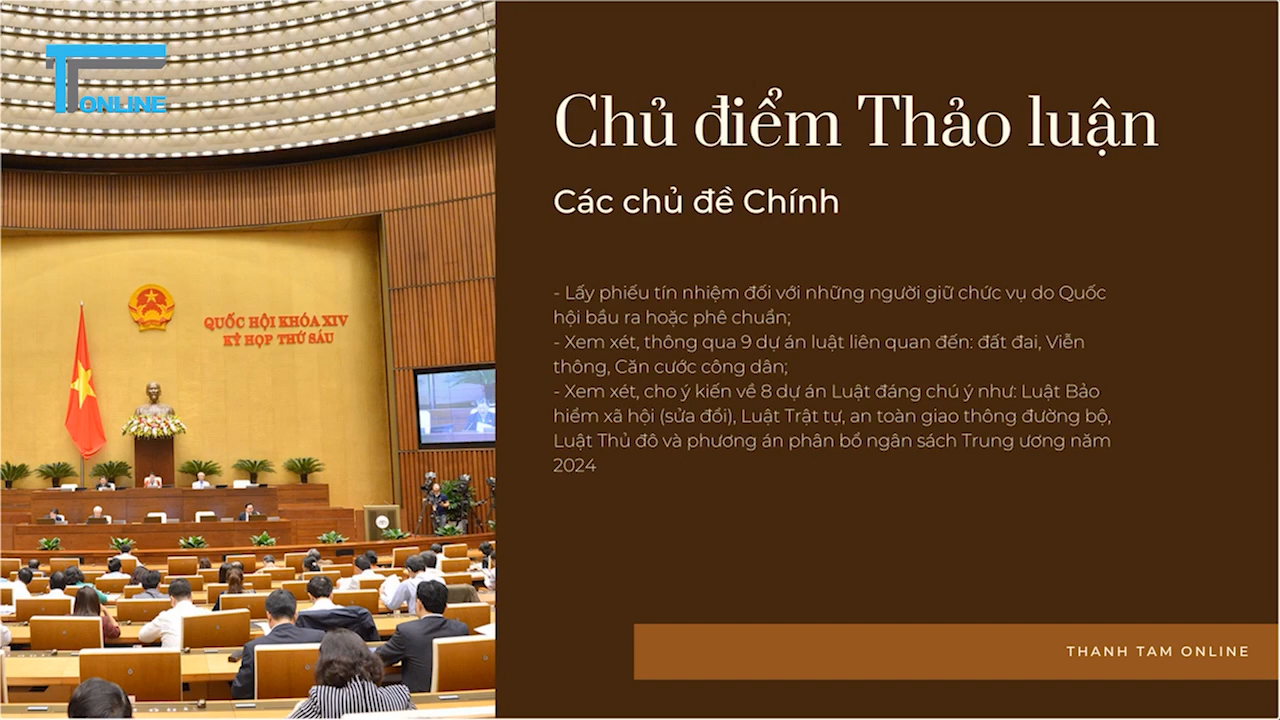 TT ONLINE
QUỐC HỘI KHÓA XIV
KỲ HỌP THỨ SÁU
Chủ điểm Thảo luận
Các chủ đề Chính
- Lấy phiếu tín nhiệm đối với những người giữ chức vụ do Quốc
hội bầu ra hoặc phê chuẩn;
- Xem xét, thông qua 9 dự án luật liên quan đến: đất đai, Viễn
thông, Căn cước công dân;
- Xem xét, cho ý kiến về 8 dự án Luật đáng chú ý như: Luật Bảo
hiểm xã hội (sửa đổi), Luật Trật tự, an toàn giao thông đường bộ,
Luật Thủ đô và phương án phân bổ ngân sách Trung ương năm
2024
THANH TAM ONLINE